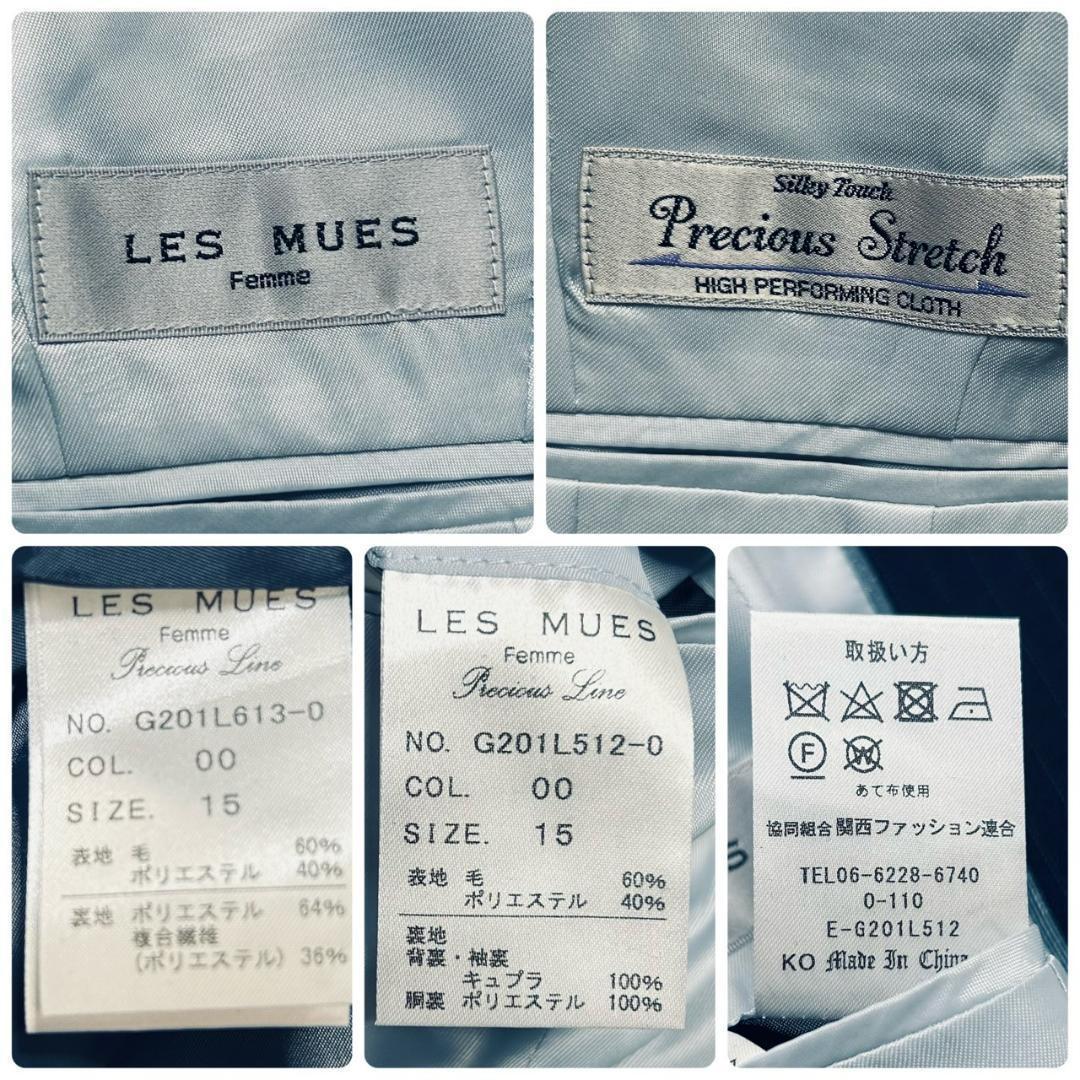 LES MUES
Femme
Silky Touch
Precious Stretch
HIGH PERFORMING CLOTH
LES MUES
Femme
Precious Line
NO. G201L613-0
COL. 00
SIZE. 15
表地 毛 60%
ポリエステル 40%
裏地 ポリエステル 64%
複合繊維
(ポリエステル) 36%
LES MUES
Femme
Precious Line
NO. G201L512-0
COL. 00
SIZE. 15
表地 毛 60%
ポリエステル 40%
裏地
背裏・袖裏
キュプラ 100%
胴裏 ポリエステル 100%
取扱い方
F
W
あて布使用
協同組合 関西ファッション連合
TEL06-6228-6740
0-110
E-G201L512
KO Made In China